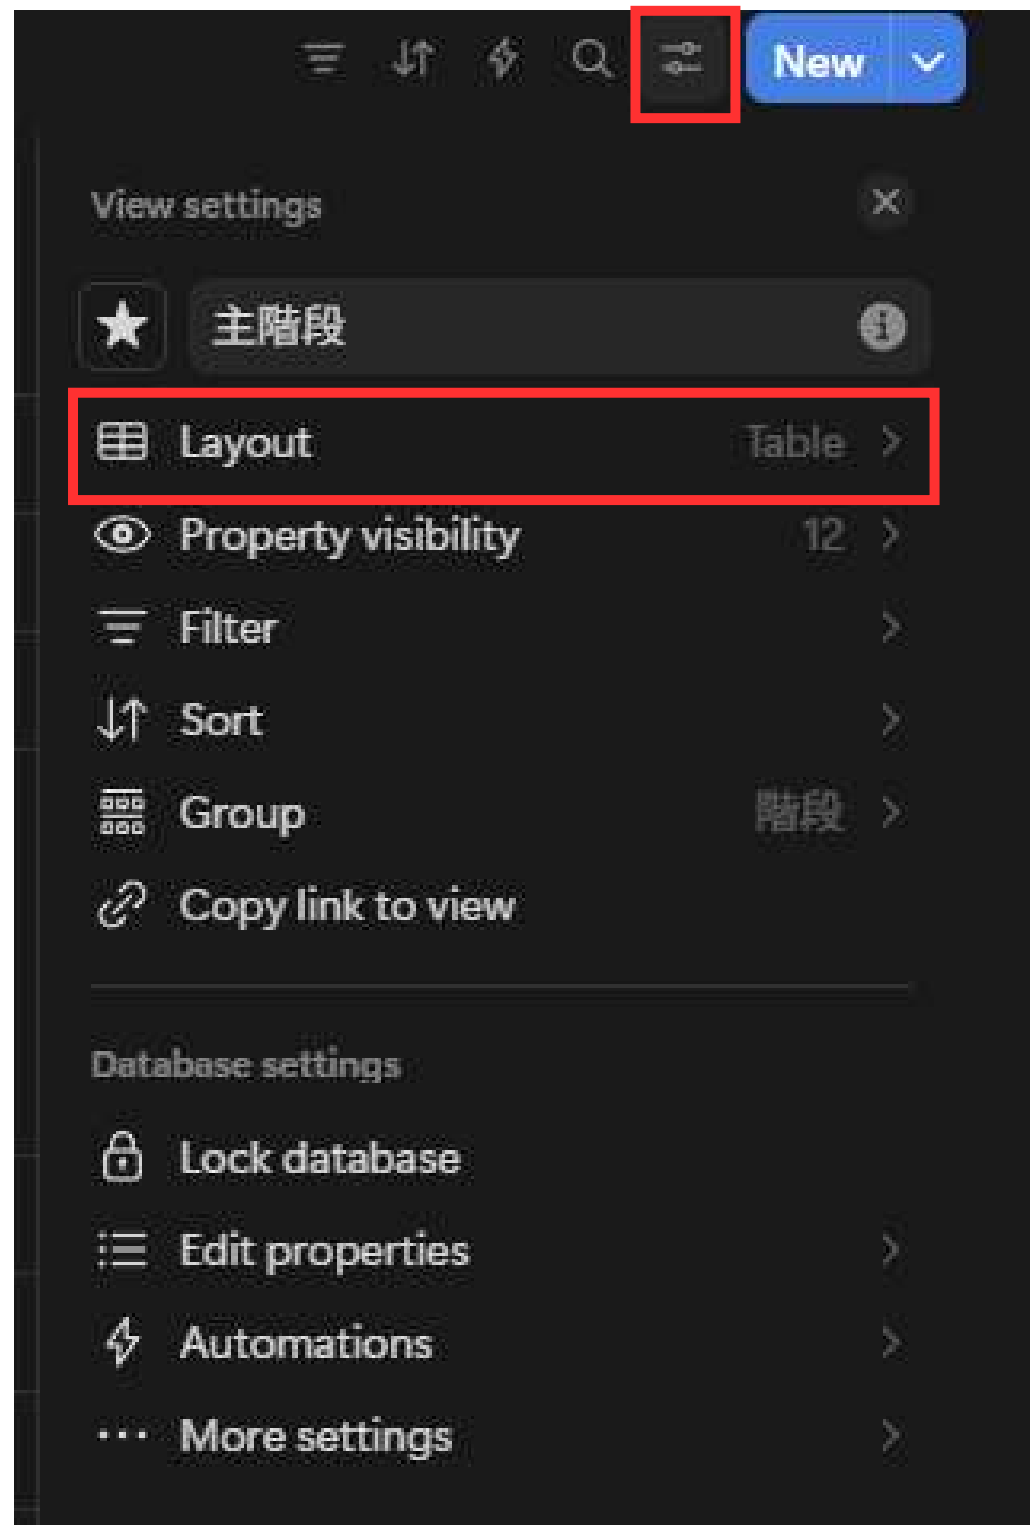 New
View settings
主階段
Layout Table
Property visibility 12
Filter
Sort
Group 階段
Copy link to view
Database settings
Lock database
Edit properties
Automations
More settings